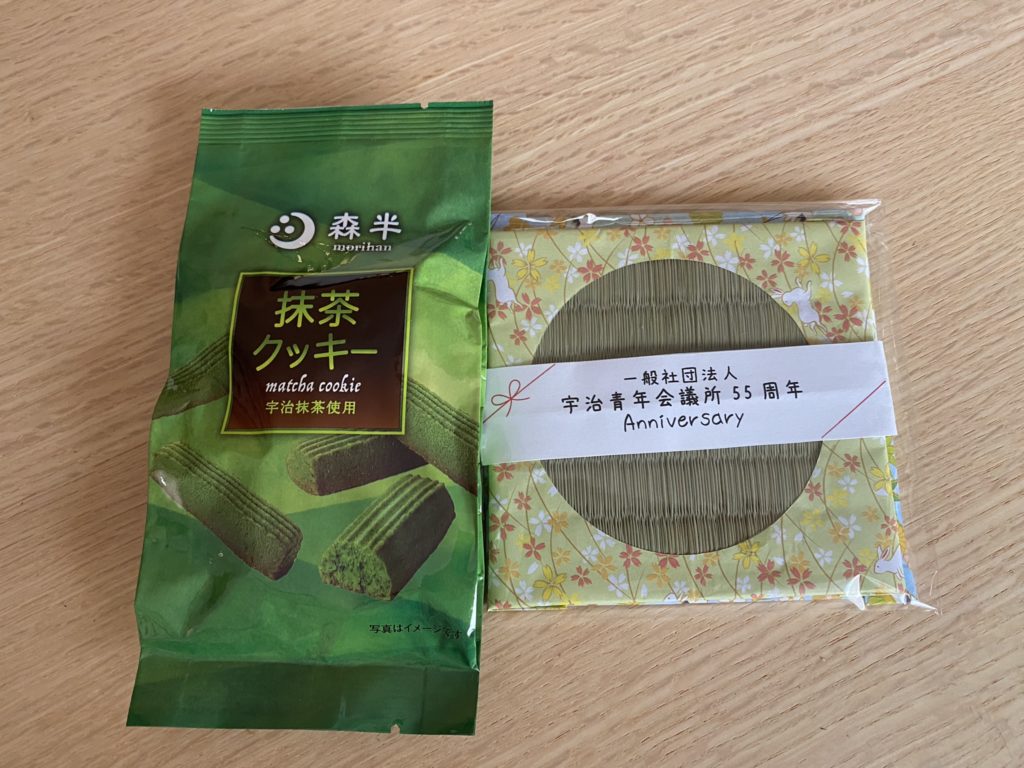 森半
morihan
抹茶
クッキー
matcha cookie
宇治抹茶使用
写真はイメージです
一般社団法人
宇治青年会議所 55 周年
Anniversary